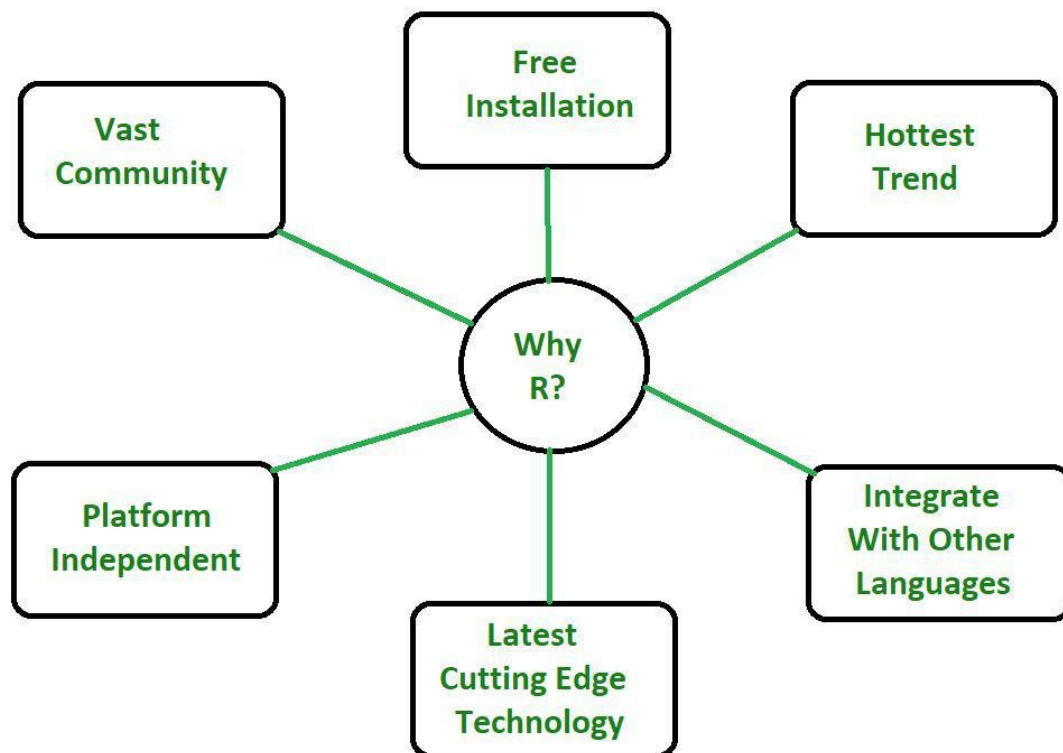 Free
Installation
Vast
Community
Hottest
Trend
Why
R?
Platform
Independent
Integrate
With Other
Languages
Latest
Cutting Edge
Technology